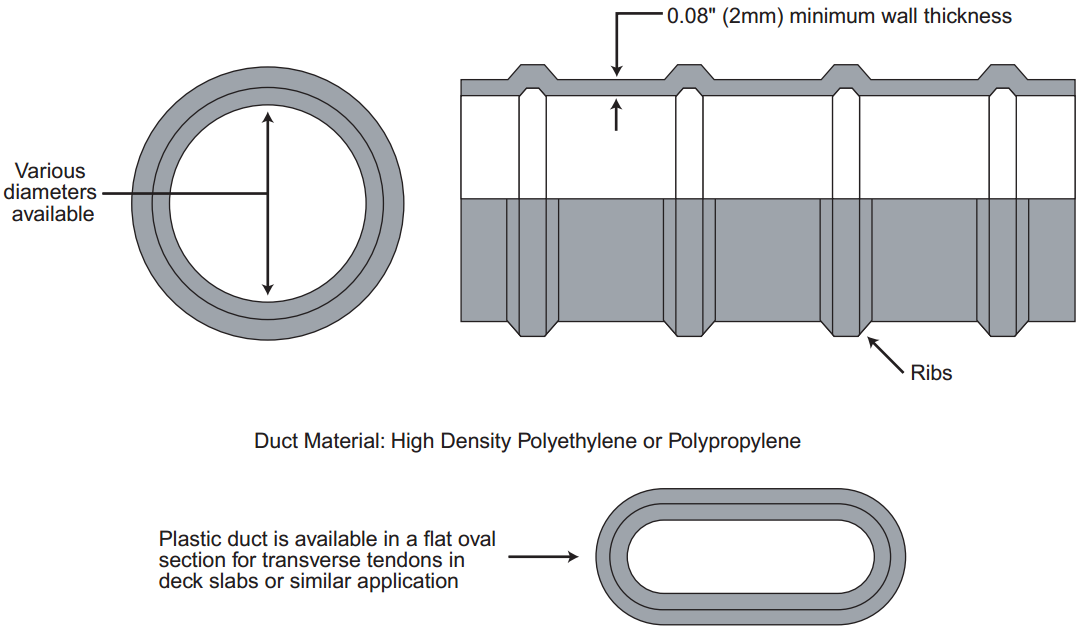 0.08" (2mm) minimum wall thickness
Various
diameters
available
Ribs
Duct Material: High Density Polyethylene or Polypropylene
Plastic duct is available in a flat oval
section for transverse tendons in
deck slabs or similar application